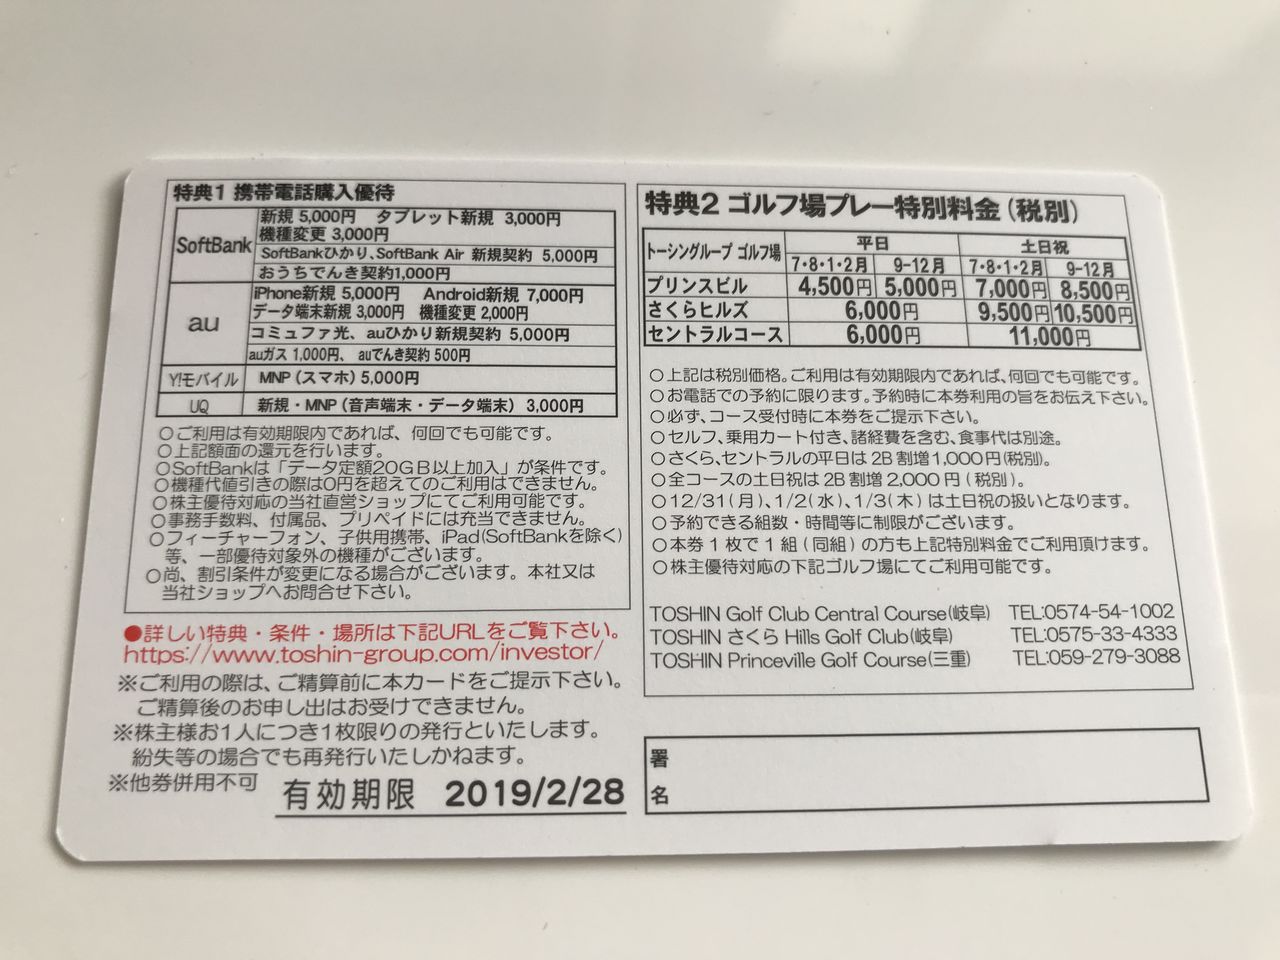 特典1 携帯電話購入優待
SoftBank
新規 5,000円 タブレット新規 3,000円
機種変更 3,000円
SoftBankひかり、SoftBank Air 新規契約 5,000円
おうちでんき契約1,000円
au
iPhone新規 5,000円 Android新規 7,000円
データ端末新規 3,000円 機種変更 2,000円
コミュファ光、auひかり新規契約 5,000円
auガス 1,000円、 auでんき契約 500円
Y!モバイル MNP(スマホ) 5,000円
UQ 新規・MNP(音声端末・データ端末) 3,000円
○ご利用は有効期限内であれば、何回でも可能です。
○上記額面の還元を行います。
○SoftBankは「データ定額20GB以上加入」が条件です。
○機種代値引きの際は0円を超えてのご利用はできません。
○株主優待対応の当社直営ショップにてご利用可能です。
○事務手数料、付属品、プリペイドには充当できません。
○フィーチャーフォン、子供用携帯、iPad(SoftBankを除く)
等、一部優待対象外の機種がございます。
○尚、割引条件が変更になる場合がございます。本社又は
当社ショップへお問合せ下さい。
●詳しい特典・条件・場所は下記URLをご覧下さい。
https://www.toshin-group.com/investor/
※ご利用の際は、ご精算前に本カードをご提示下さい。
ご精算後のお申し出はお受けできません。
※株主様お1人につき1枚限りの発行といたします。
紛失等の場合でも再発行いたしかねます。
※他券併用不可
有効期限 2019/2/28
特典2 ゴルフ場プレー特別料金(税別)
トーシングループ ゴルフ場 平日 土日祝
7・8・1・2月 9-12月 7・8・1・2月 9-12月
プリンスビル 4,500円 5,000円 7,000円 8,500円
さくらヒルズ 6,000円 9,500円 10,500円
セントラルコース 6,000円 11,000円
○上記は税別価格。ご利用は有効期限内であれば、何回でも可能です。
○お電話での予約に限ります。予約時に本券利用の旨をお伝え下さい。
○必ず、コース受付時に本券をご提示下さい。
○セルフ、乗用カート付き、諸経費を含む、食事代は別途。
○さくら、セントラルの平日は2B割増1,000円(税別)。
○全コースの土日祝は2B割増2,000円(税別)。
○12/31(月)、1/2(水)、1/3(木)は土日祝の扱いとなります。
○予約できる組数・時間等に制限がございます。
○本券1枚で1組(同組)の方も上記特別料金でご利用頂けます。
○株主優待対応の下記ゴルフ場にてご利用可能です。
TOSHIN Golf Club Central Course(岐阜) TEL:0574-54-1002
TOSHIN さくら Hills Golf Club(岐阜) TEL:0575-33-4333
TOSHIN Princeville Golf Course(三重) TEL:059-279-3088
署
名